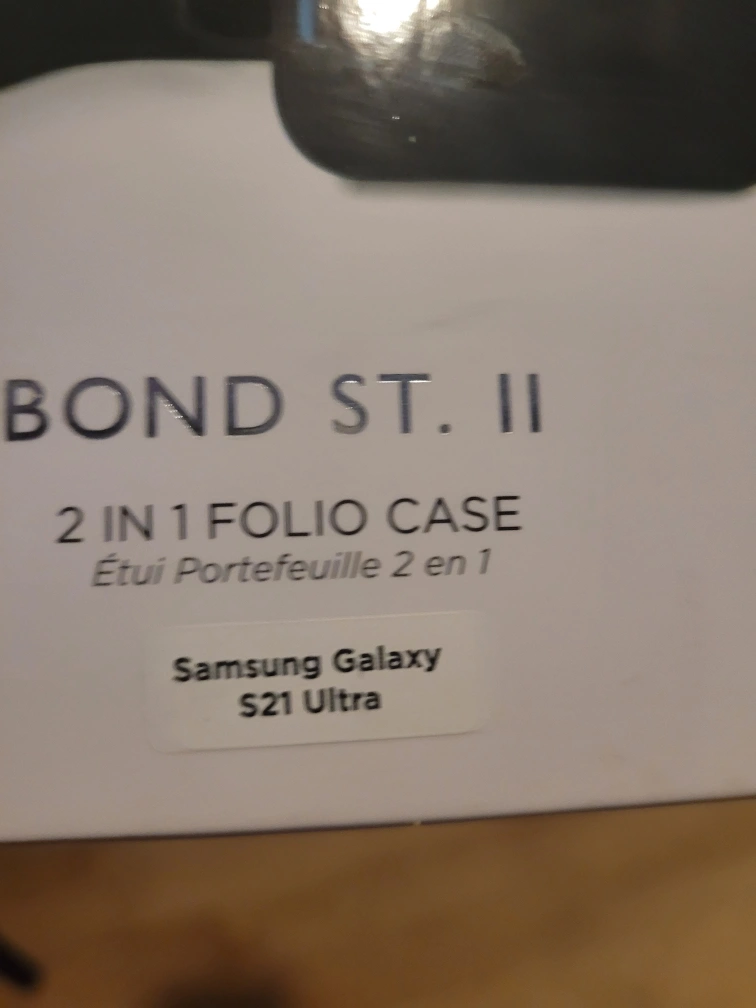 BOND ST. II
2 IN 1 FOLIO CASE
Étui Portefeuille 2 en 1
Samsung Galaxy
S21 Ultra